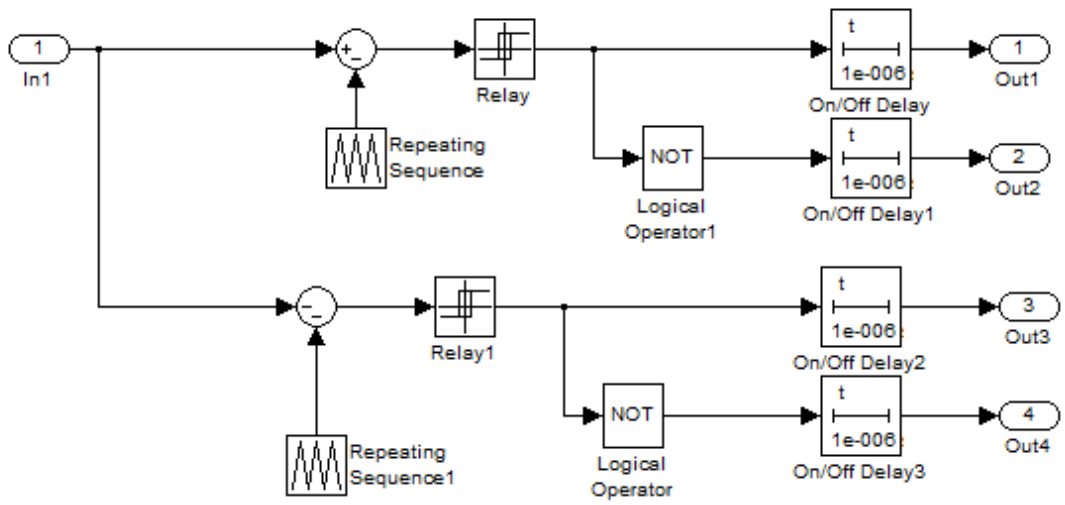 1
In1
+
−
Relay
Repeating
Sequence
t
1e-006
On/Off Delay
1
Out1
NOT
Logical
Operator1
t
1e-006
On/Off Delay1
2
Out2
−
−
Relay1
Repeating
Sequence1
t
1e-006
On/Off Delay2
3
Out3
NOT
Logical
Operator
t
1e-006
On/Off Delay3
4
Out4